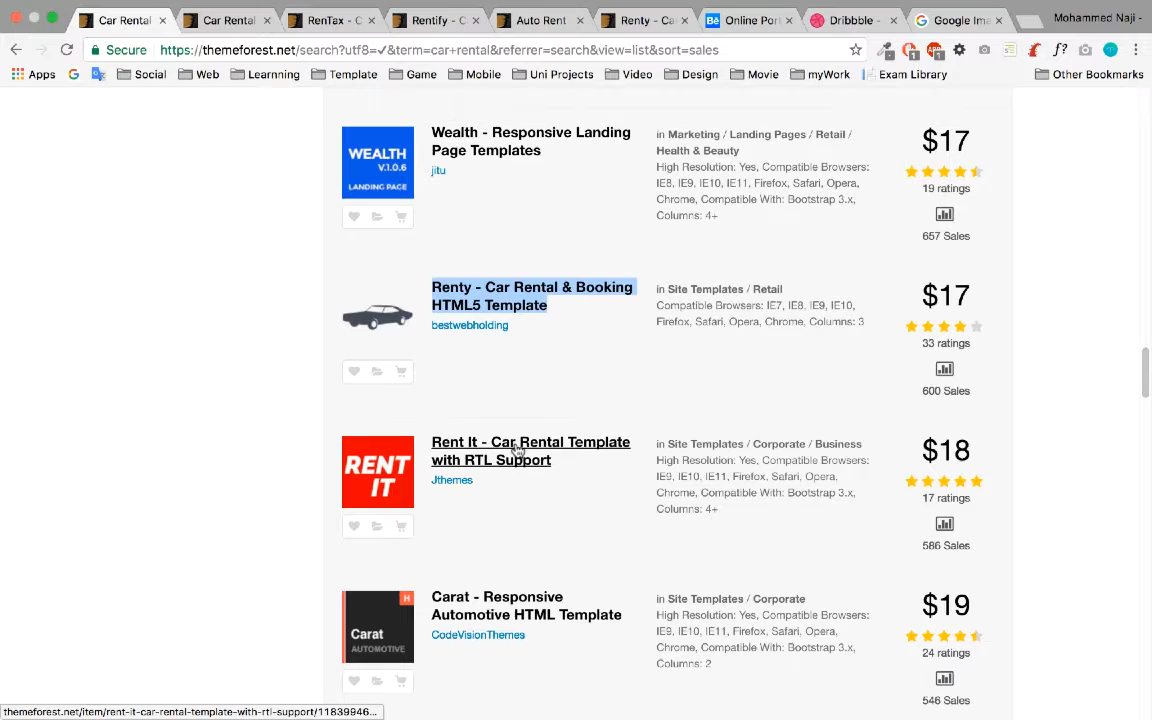 Car Rental
Car Rental
RenTax - C
Rentify - C
Auto Rent
Renty - Ca
Bē Online Port
Dribbble -
Google Ima
Mohammed Naji
Secure https://themeforest.net/search?utf8=✓&term=car+rental&referrer=search&view=list&sort=sales
Apps Social Web Learnning Template Game Mobile Uni Projects Video Design Movie myWork Exam Library Other Bookmarks
WEALTH
V.1.0.6
LANDING PAGE
Wealth - Responsive Landing
Page Templates
jitu
in Marketing / Landing Pages / Retail /
Health & Beauty
High Resolution: Yes, Compatible Browsers:
IE8, IE9, IE10, IE11, Firefox, Safari, Opera,
Chrome, Compatible With: Bootstrap 3.x,
Columns: 4+
$17
19 ratings
657 Sales
Renty - Car Rental & Booking
HTML5 Template
bestwebholding
in Site Templates / Retail
Compatible Browsers: IE7, IE8, IE9, IE10,
Firefox, Safari, Opera, Chrome, Columns: 3
$17
33 ratings
600 Sales
RENT
IT
Rent It - Car Rental Template
with RTL Support
Jthemes
in Site Templates / Corporate / Business
High Resolution: Yes, Compatible Browsers:
IE9, IE10, IE11, Firefox, Safari, Opera,
Chrome, Compatible With: Bootstrap 3.x,
Columns: 4+
$18
17 ratings
586 Sales
H
Carat
AUTOMOTIVE
Carat - Responsive
Automotive HTML Template
CodeVisionThemes
in Site Templates / Corporate
High Resolution: Yes, Compatible Browsers:
IE9, IE10, IE11, Firefox, Safari, Opera,
Chrome, Compatible With: Bootstrap 3.x,
Columns: 2
$19
24 ratings
546 Sales
themeforest.net/item/rent-it-car-rental-template-with-rtl-support/11839946...